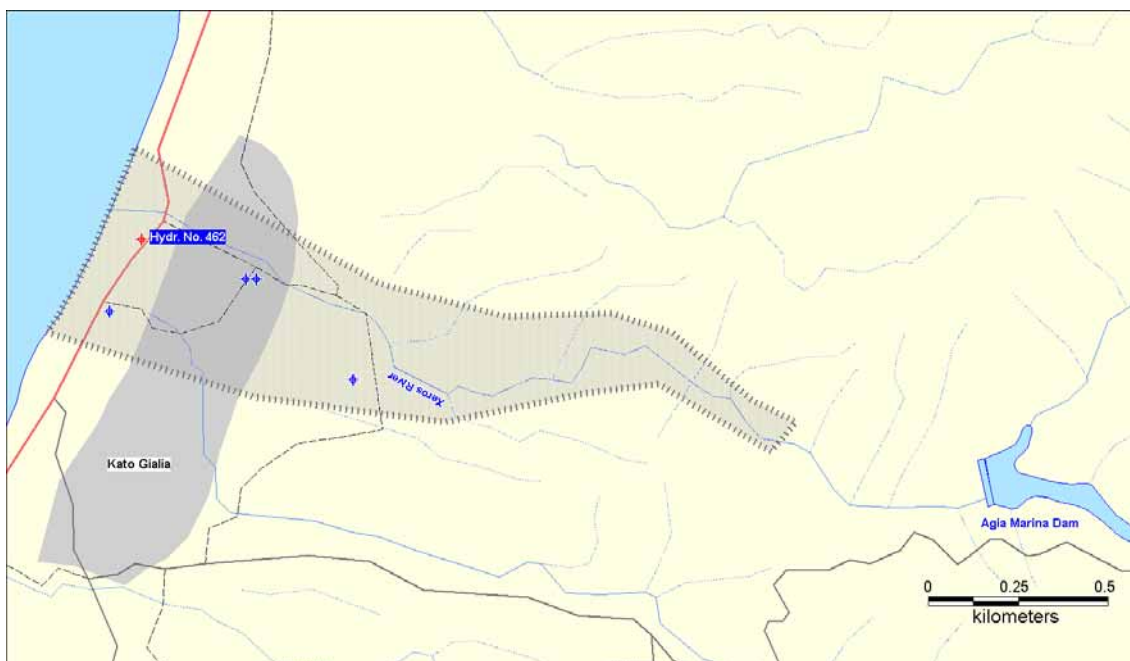 Hydr. No. 462
Xeros River
Kato Gialia
Agia Marina Dam
0 0.25 0.5
kilometers